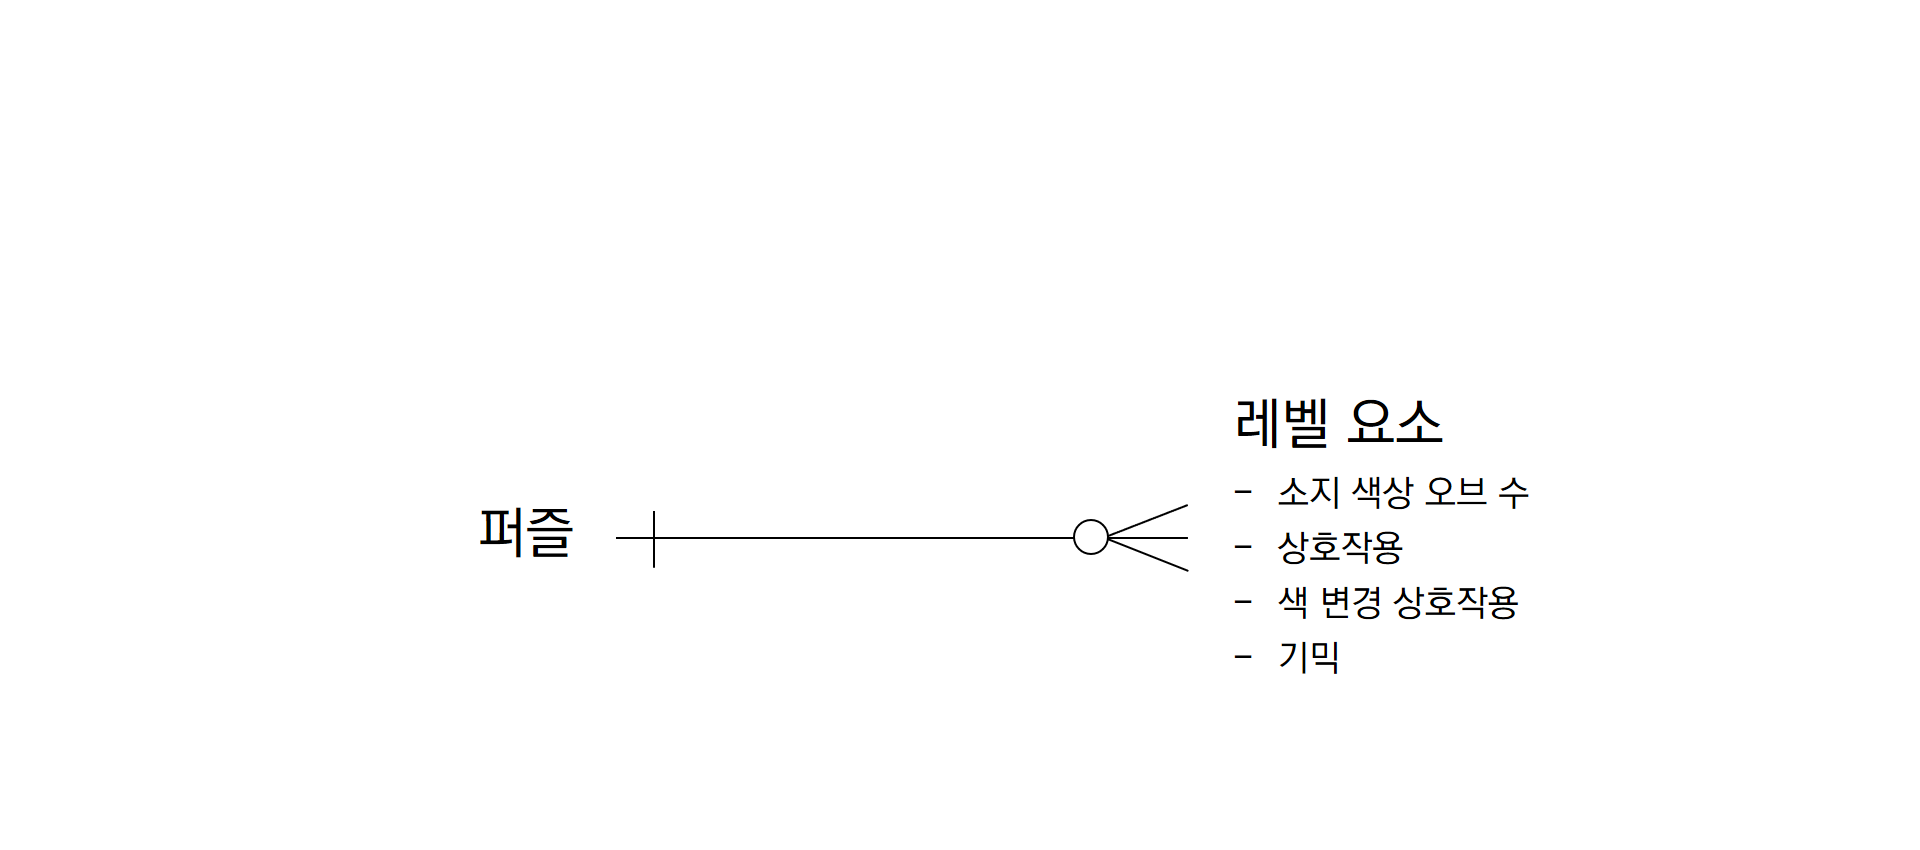 레벨 요소
- 소지 색상 오브 수
퍼즐
- 상호작용
- 색 변경 상호작용
- 기믹